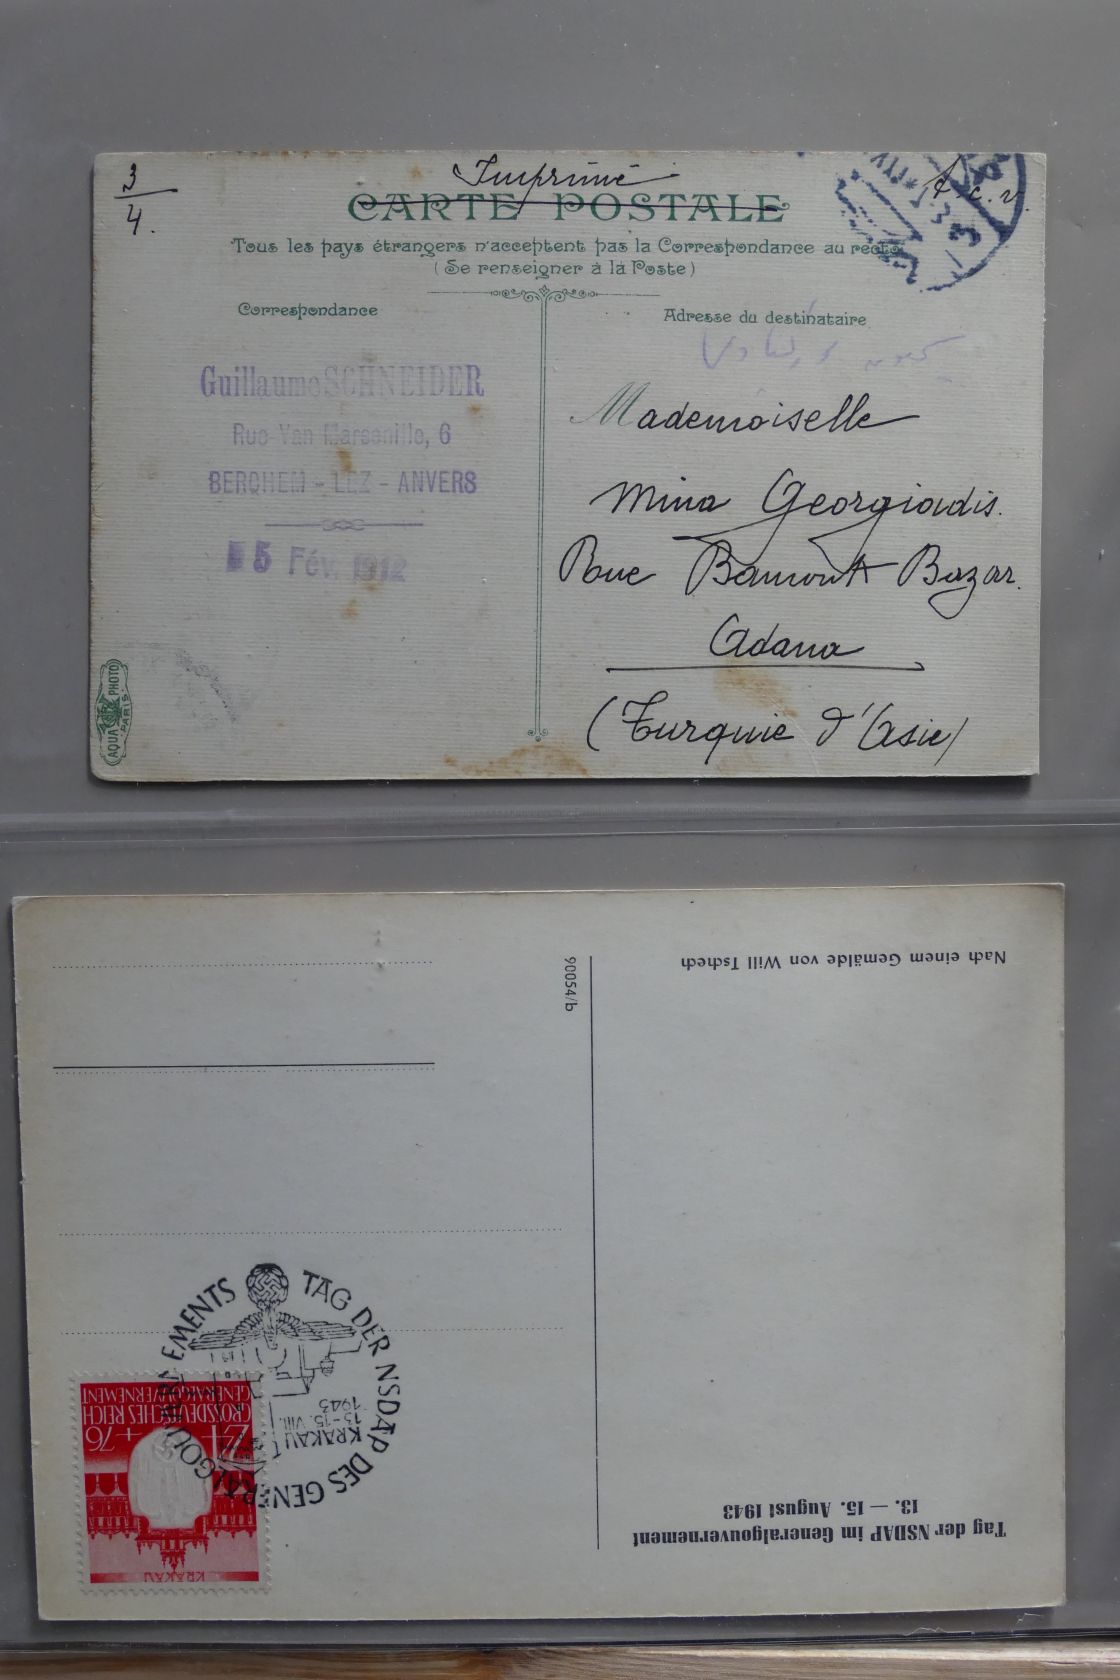 3
4.
Imprimé
CARTE POSTALE
Tous les pays étrangers n'acceptent pas la Correspondance au recto
(Se renseigner à la Poste)
Correspondance
Adresse du destinataire
Guillaume SCHNEIDER
Rue Van Marsenille, 6
BERCHEM - LEZ - ANVERS
5 Fév. 1912
Mademoiselle
Mina Georgiadis.
Rue Bamont Bazar.
Adana
(Turquie d'Asie)
AQUA PHOTO
PARIS
Nach einem Gemälde von Will Tschech
90054/b
Tag der NSDAP im Generalgouvernement
13. — 15. August 1943
TAG DER NSDAP DES GENERALGOUVERNEMENTS
KRAKAU 1
13-15. VIII.
1943
GROSSDEUTSCHES REICH
GENERALGOUVERNEMENT
24 + 76
KRAKAU